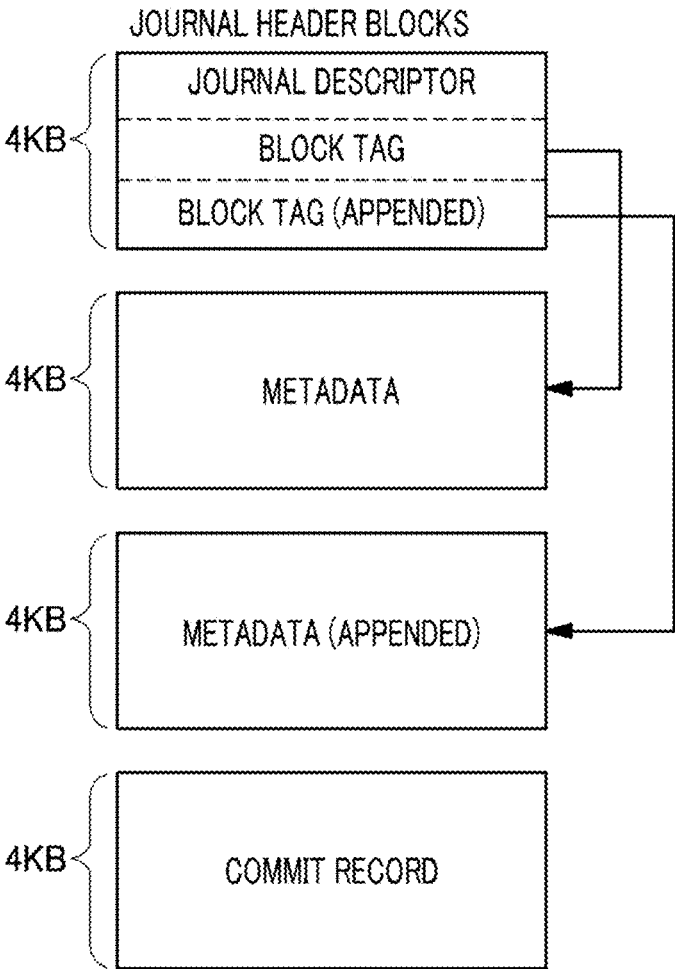 JOURNAL HEADER BLOCKS
JOURNAL DESCRIPTOR
4KB
BLOCK TAG
BLOCK TAG (APPENDED)
4KB
METADATA
4KB
METADATA (APPENDED)
4KB
COMMIT RECORD